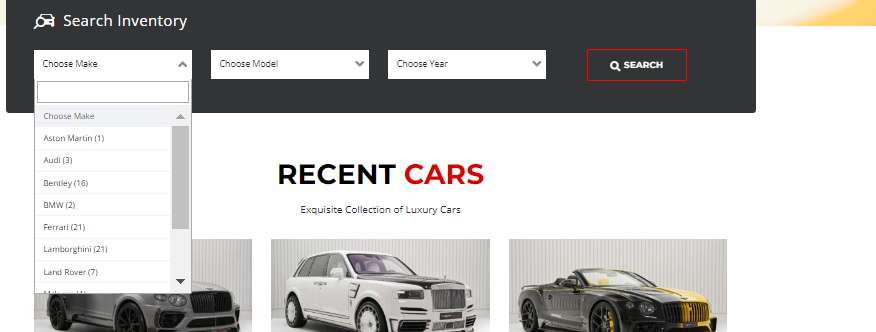 Search Inventory
Choose Make
Choose Model
Choose Year
SEARCH
Choose Make
Aston Martin (1)
Audi (3)
Bentley (16)
BMW (2)
Ferrari (21)
Lamborghini (21)
Land Rover (7)
RECENT CARS
Exquisite Collection of Luxury Cars